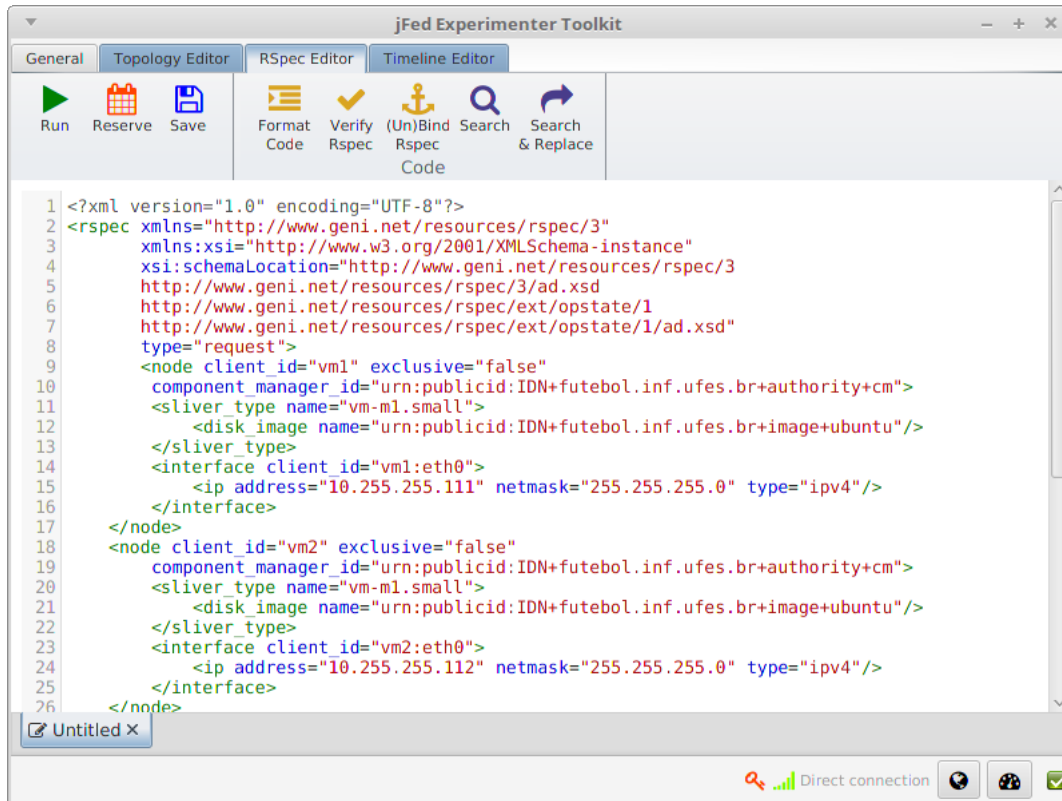 jFed Experimenter Toolkit
General Topology Editor RSpec Editor Timeline Editor
Run Reserve Save Format Code Verify Rspec (Un)Bind Rspec Search Search & Replace
Code
1 <?xml version="1.0" encoding="UTF-8"?>
2 <rspec xmlns="http://www.geni.net/resources/rspec/3"
3 xmlns:xsi="http://www.w3.org/2001/XMLSchema-instance"
4 xsi:schemaLocation="http://www.geni.net/resources/rspec/3
5 http://www.geni.net/resources/rspec/3/ad.xsd
6 http://www.geni.net/resources/rspec/ext/opstate/1
7 http://www.geni.net/resources/rspec/ext/opstate/1/ad.xsd"
8 type="request">
9 <node client_id="vm1" exclusive="false"
10 component_manager_id="urn:publicid:IDN+futebol.inf.ufes.br+authority+cm">
11 <sliver_type name="vm-m1.small">
12 <disk_image name="urn:publicid:IDN+futebol.inf.ufes.br+image+ubuntu"/>
13 </sliver_type>
14 <interface client_id="vm1:eth0">
15 <ip address="10.255.255.111" netmask="255.255.255.0" type="ipv4"/>
16 </interface>
17 </node>
18 <node client_id="vm2" exclusive="false"
19 component_manager_id="urn:publicid:IDN+futebol.inf.ufes.br+authority+cm">
20 <sliver_type name="vm-m1.small">
21 <disk_image name="urn:publicid:IDN+futebol.inf.ufes.br+image+ubuntu"/>
22 </sliver_type>
23 <interface client_id="vm2:eth0">
24 <ip address="10.255.255.112" netmask="255.255.255.0" type="ipv4"/>
25 </interface>
26 </node>
Untitled
Direct connection